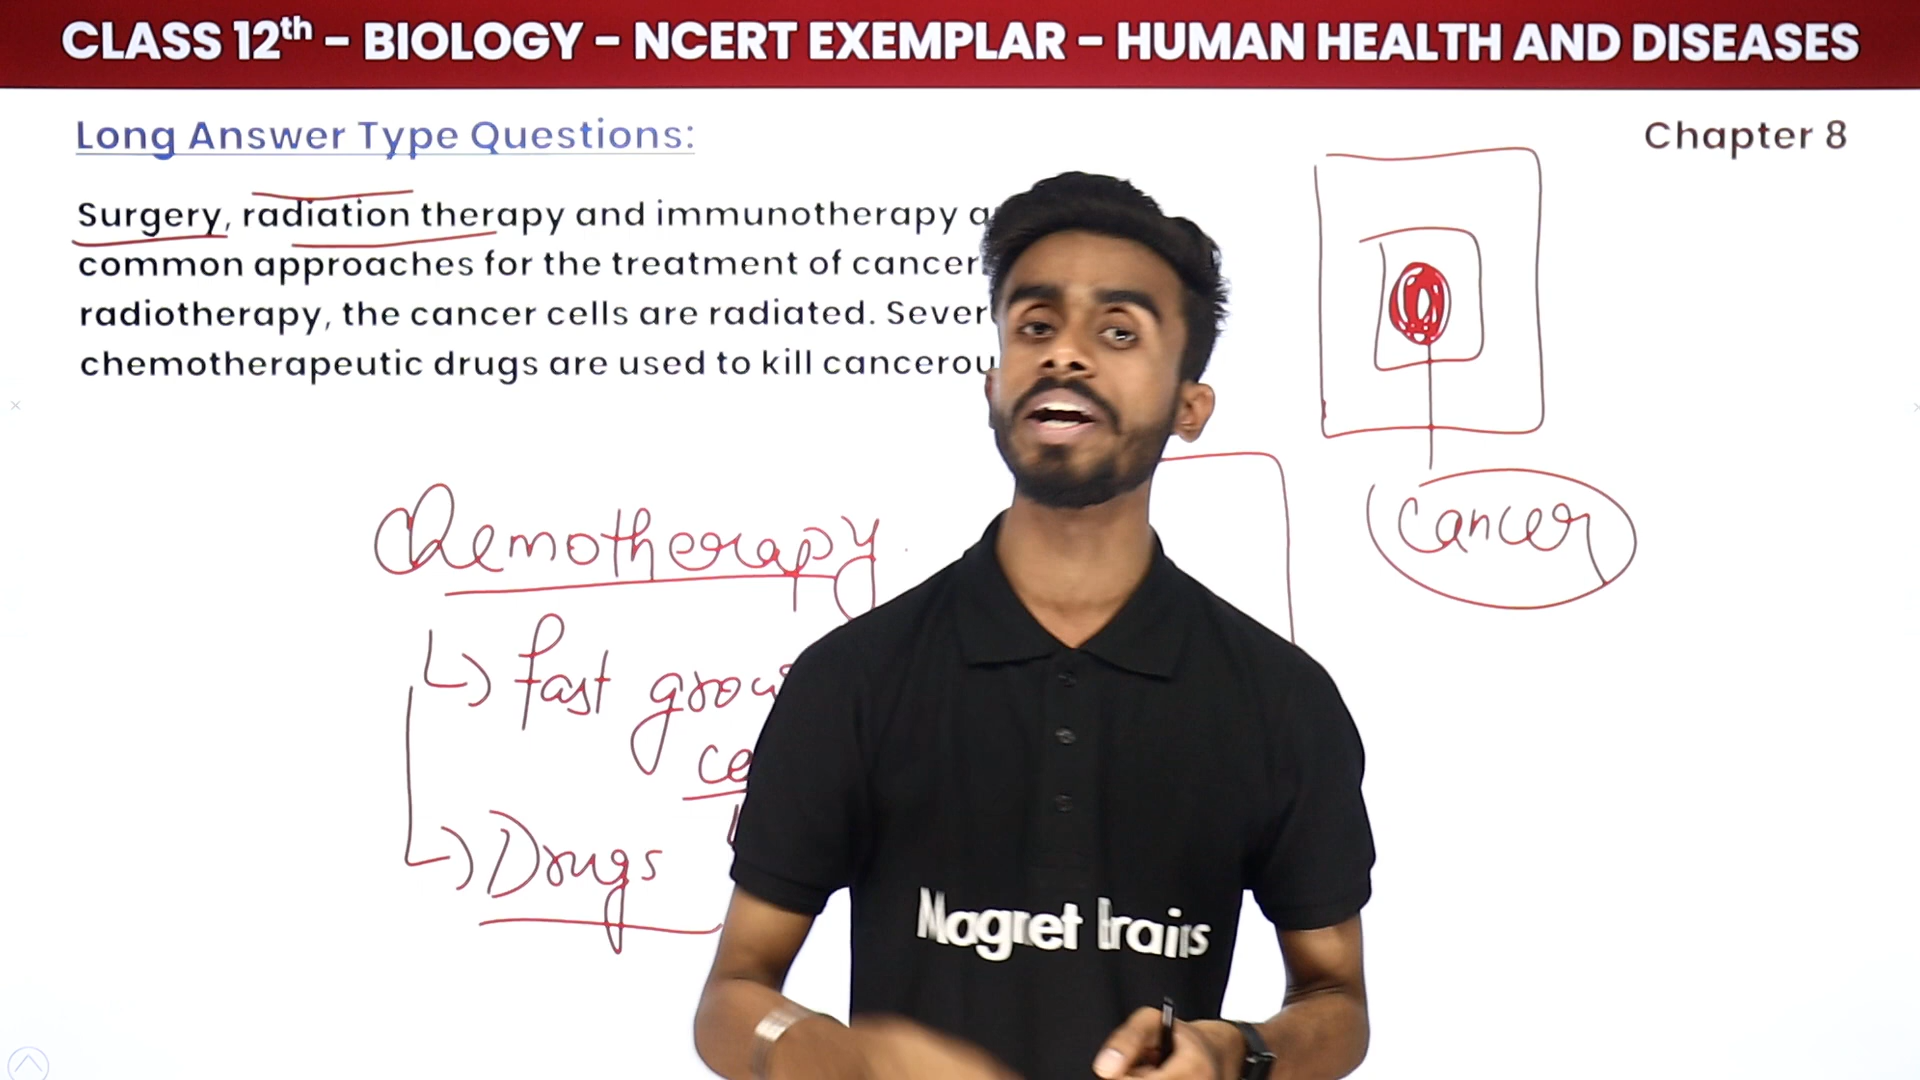 CLASS 12th - BIOLOGY - NCERT EXEMPLAR - HUMAN HEALTH AND DISEASES
Long Answer Type Questions:
Chapter 8
Surgery, radiation therapy and immunotherapy a
common approaches for the treatment of cancer.
radiotherapy, the cancer cells are radiated. Sever
chemotherapeutic drugs are used to kill cancerou
Cancer
Chemotherapy
fast grow
ce
Drugs
Magnet Brains